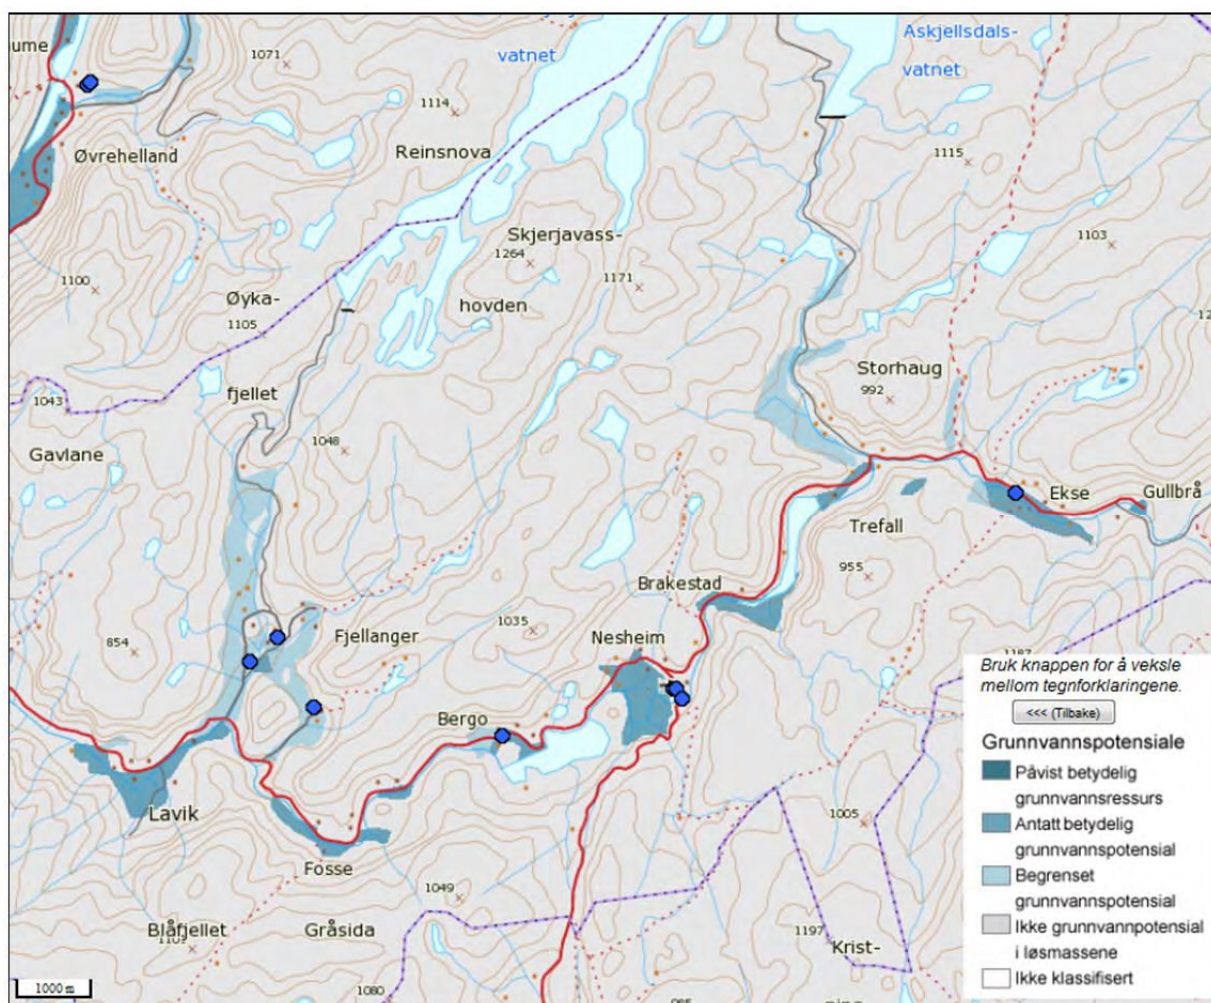 ume
1071
vatnet
Askjellsdals-
vatnet
1114
Øvrehelland
Reinsnova
1115
Skjerjavass-
1264
1103
1100
1171
Øyka-
1105
hovden
Storhaug
992
fjellet
1043
1048
Gavlane
Ekse
Gullbrå
Trefall
955
Brakestad
Fjellanger
1035
Nesheim
854
1187
Bergo
Lavik
Fosse
1005
1049
Blåfjellet
Gråsida
1197
Krist-
1080
1000 m
Bruk knappen for å veksle
mellom tegnforklaringene.
<<< (Tilbake)
Grunnvannspotensiale
Påvist betydelig
grunnvannsressurs
Antatt betydelig
grunnvannspotensial
Begrenset
grunnvannspotensial
Ikke grunnvannpotensial
i løsmassene
Ikke klassifisert